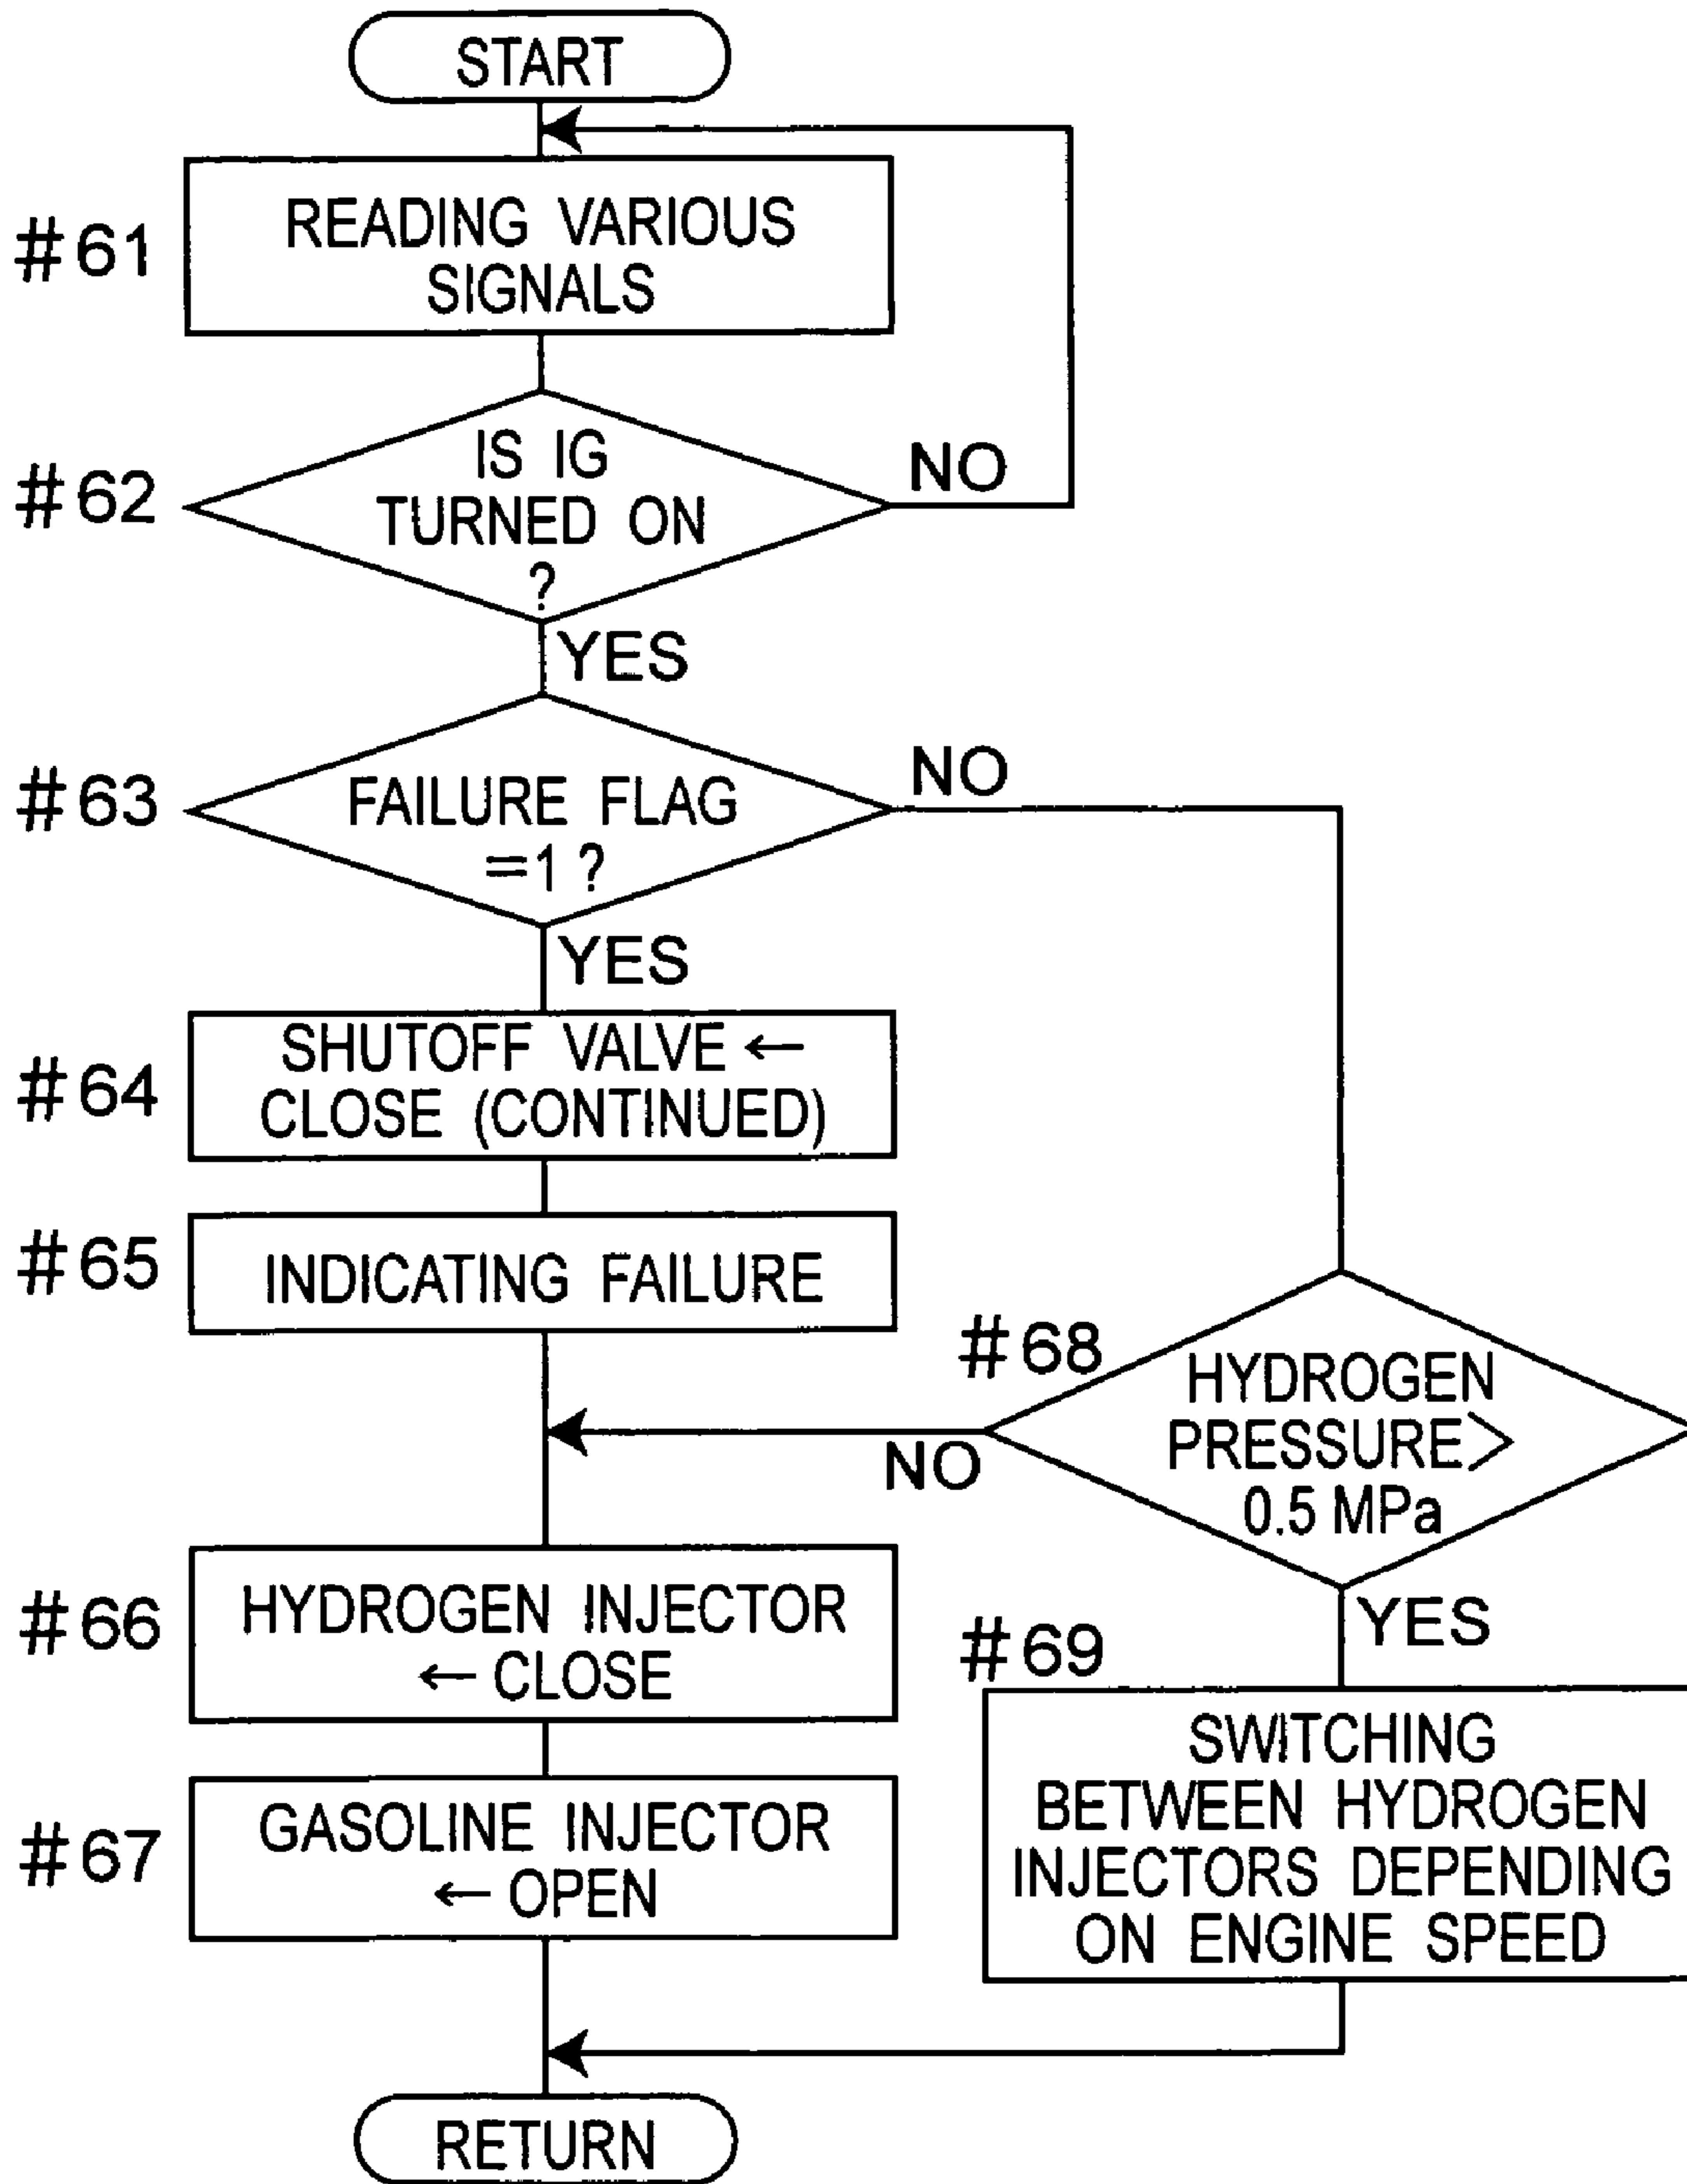 START
#61
READING VARIOUS
SIGNALS
#62
IS IG
TURNED ON
?
NO
YES
#63
FAILURE FLAG
=1 ?
NO
YES
#64
SHUTOFF VALVE ←
CLOSE (CONTINUED)
#65
INDICATING FAILURE
#68
HYDROGEN
PRESSURE>
0.5 MPa
NO
YES
#66
HYDROGEN INJECTOR
← CLOSE
#67
GASOLINE INJECTOR
← OPEN
#69
SWITCHING
BETWEEN HYDROGEN
INJECTORS DEPENDING
ON ENGINE SPEED
RETURN